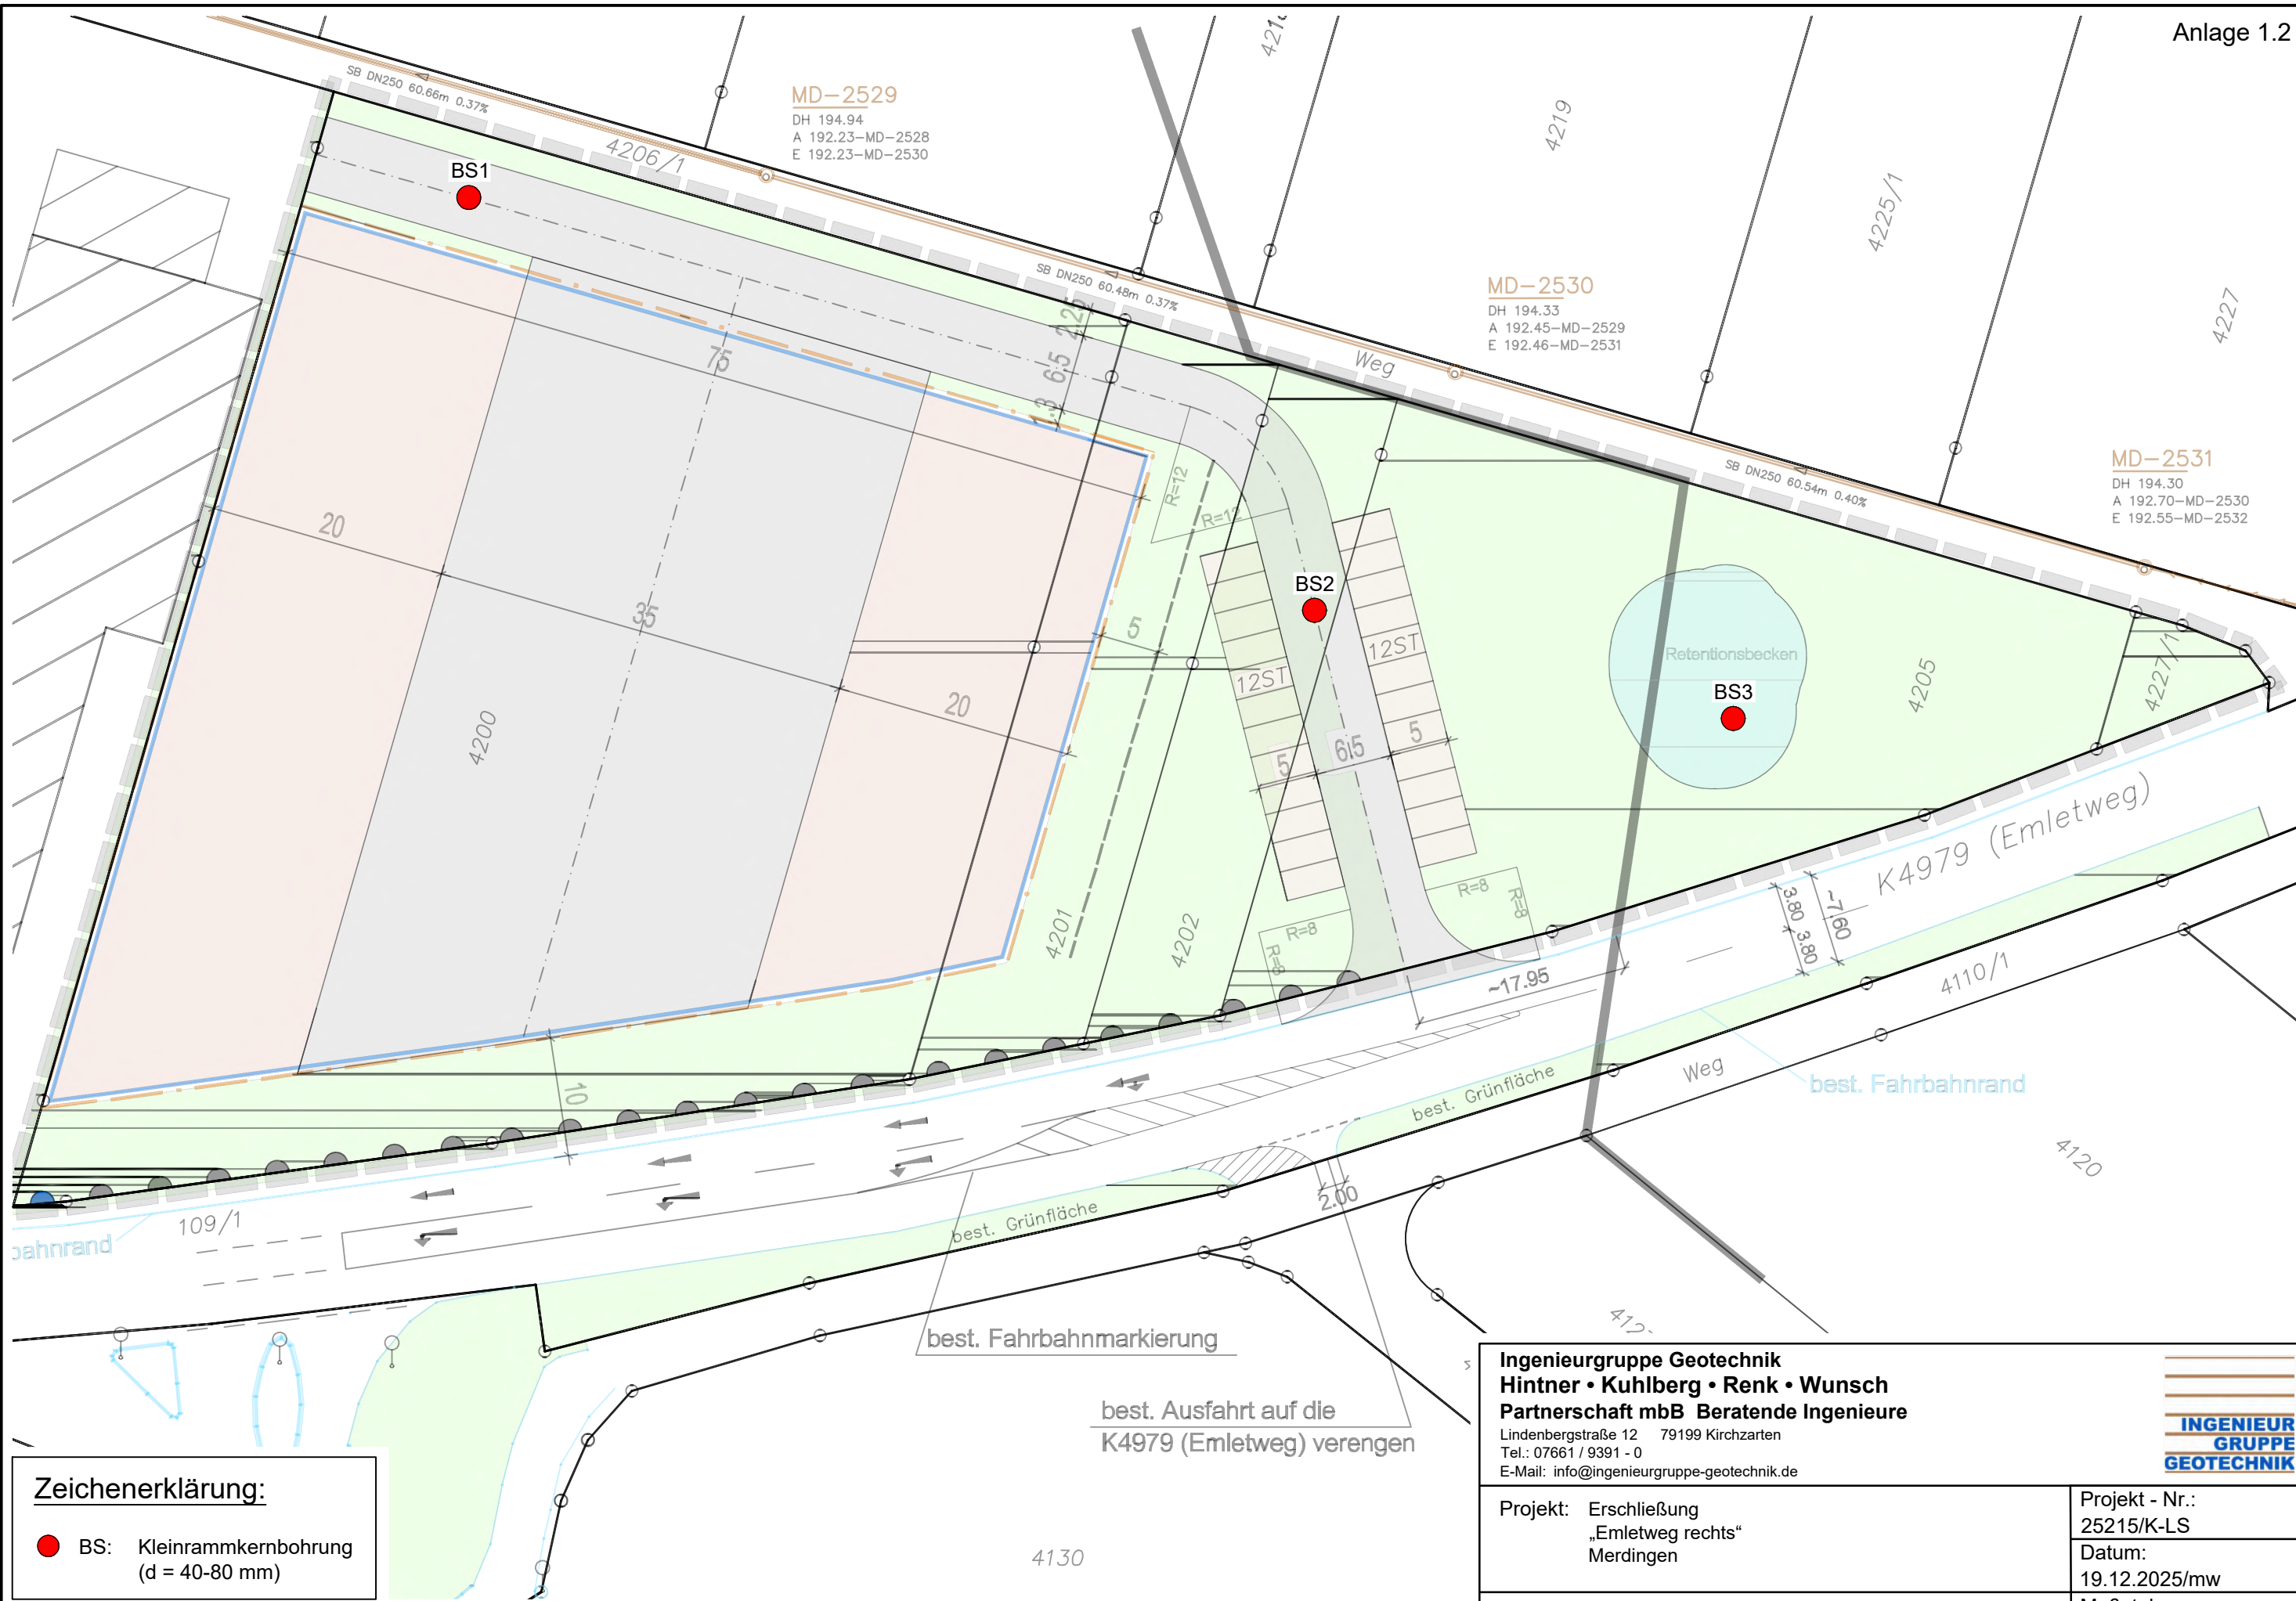 Anlage 1.2
SB DN250 60.66m 0.37%
MD-2529
DH 194.94
A 192.23-MD-2528
E 192.23-MD-2530
4206/1
4219
4225/1
4227
BS1
SB DN250 60.48m 0.37%
MD-2530
DH 194.33
A 192.45-MD-2529
E 192.46-MD-2531
Weg
2.25
6.5
75
SB DN250 60.54m 0.40%
MD-2531
DH 194.30
A 192.70-MD-2530
E 192.55-MD-2532
R=12
R=12
20
35
20
5
BS2
12ST
12ST
Retentionsbecken
BS3
4205
4227/1
4200
5
6.5
5
4201
4202
R=8
R=8
R=8
R=8
K4979 (Emletweg)
3.80
3.80
~7.60
~17.95
4110/1
10
best. Grünfläche
Weg
best. Fahrbahnrand
4120
2.00
109/1
bahnrand
best. Grünfläche
best. Fahrbahnmarkierung
best. Ausfahrt auf die
K4979 (Emletweg) verengen
4130
Zeichenerklärung:
BS: Kleinrammkernbohrung
(d = 40-80 mm)
Ingenieurgruppe Geotechnik
Hintner • Kuhlberg • Renk • Wunsch
Partnerschaft mbB Beratende Ingenieure
Lindenbergstraße 12 79199 Kirchzarten
Tel.: 07661 / 9391 - 0
E-Mail: info@ingenieurgruppe-geotechnik.de
INGENIEUR
GRUPPE
GEOTECHNIK
Projekt: Erschließung
„Emletweg rechts“
Merdingen
Projekt - Nr.:
25215/K-LS
Datum:
19.12.2025/mw